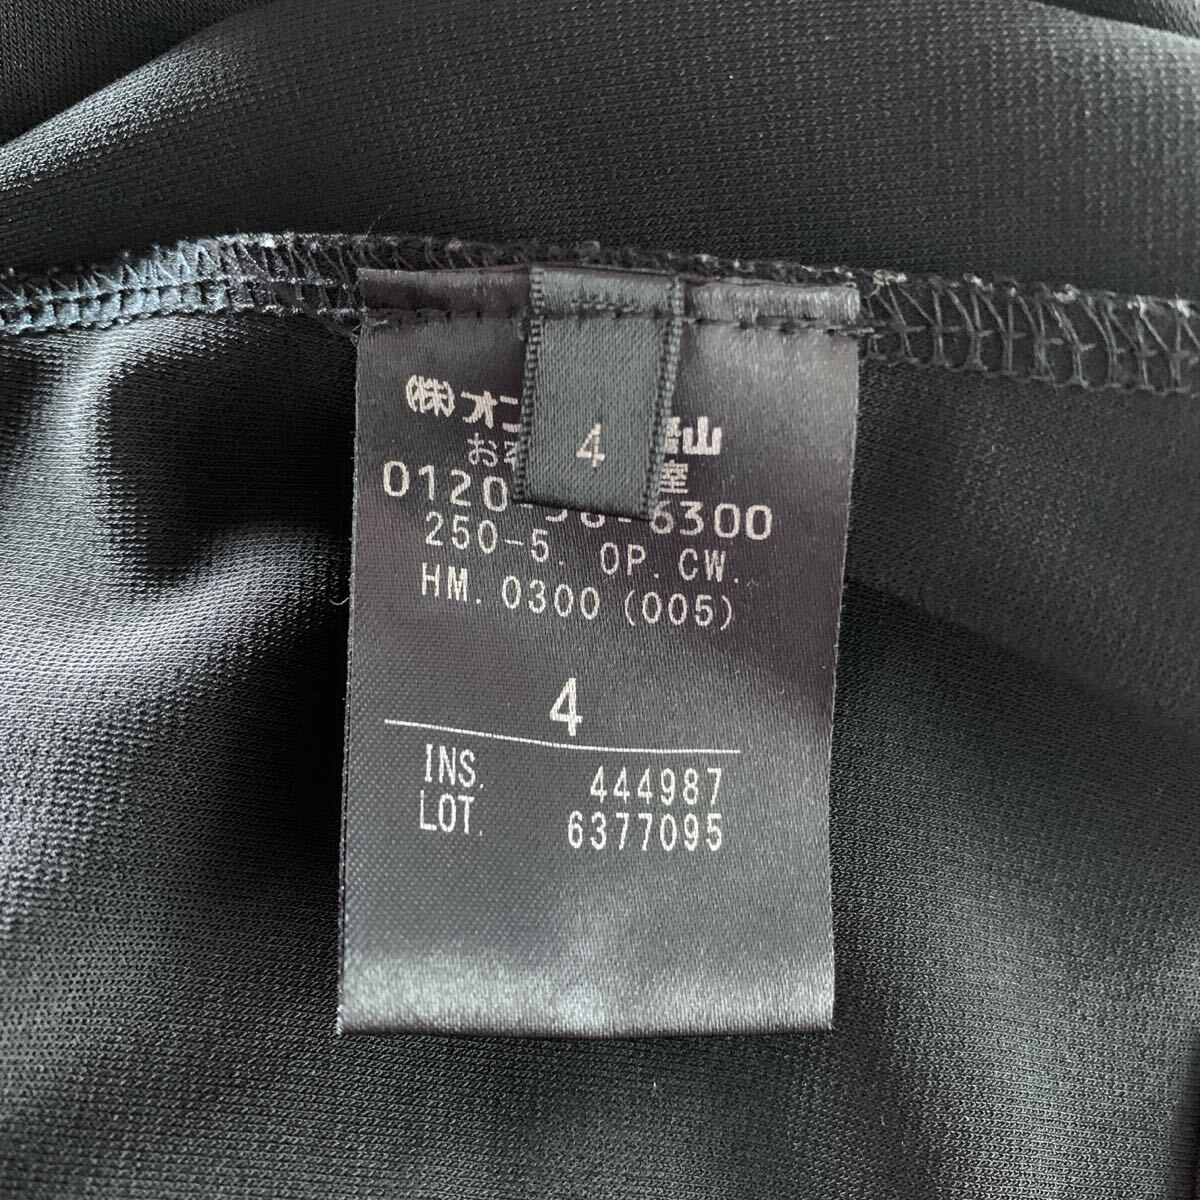 ㈱オン 山
4
お 室
0120 6300
250-5. OP. CW.
HM. 0300 (005)
4
INS. 444987
LOT. 6377095